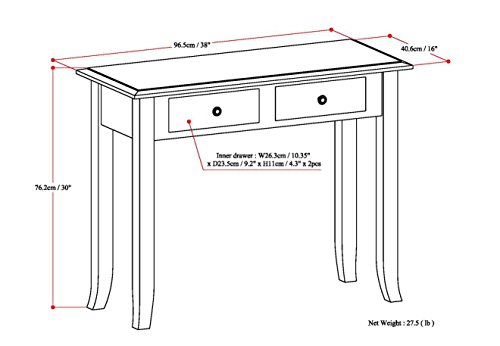 96.5cm / 38"
40.6cm / 16"
Inner drawer : W26.3cm / 10.35"
x D23.5cm / 9.2" x H11cm / 4.3" x 2pcs
76.2cm / 30"
Net Weight : 27.5 ( lb )